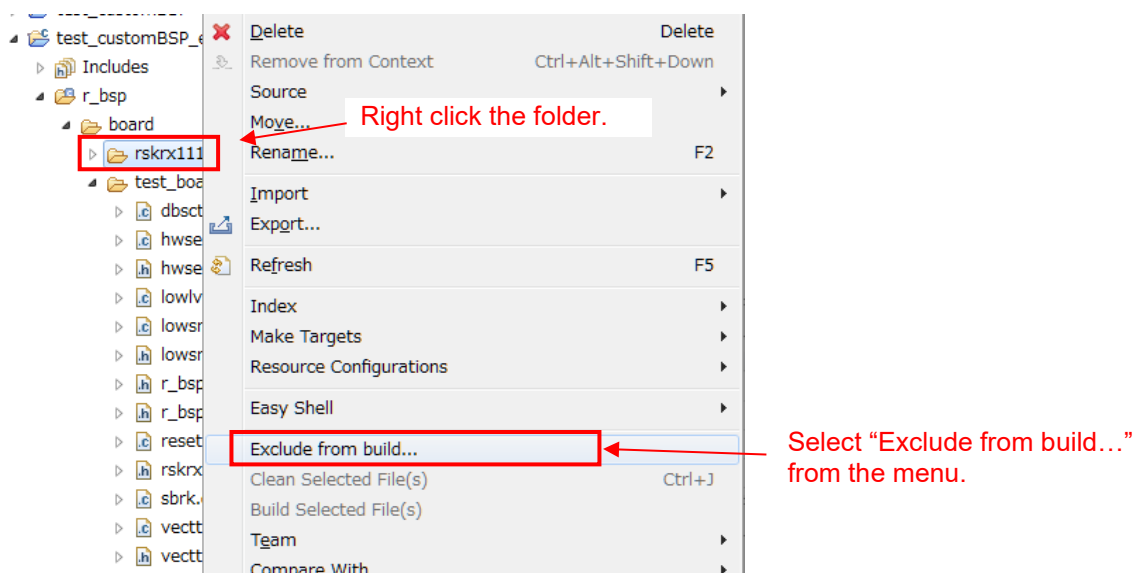 test_customBSP_e
Includes
r_bsp
board
rskrx111
test_boa
dbsct
hwse
hwse
lowlv
lowsr
lowsr
r_bsp
r_bsp
reset
rskrx
sbrk.
vectt
vectt
Delete Delete
Remove from Context Ctrl+Alt+Shift+Down
Source
Move...
Rename... F2
Import
Export...
Refresh F5
Index
Make Targets
Resource Configurations
Easy Shell
Exclude from build...
Clean Selected File(s) Ctrl+J
Build Selected File(s)
Team
Compare With
Right click the folder.
Select “Exclude from build…”
from the menu.